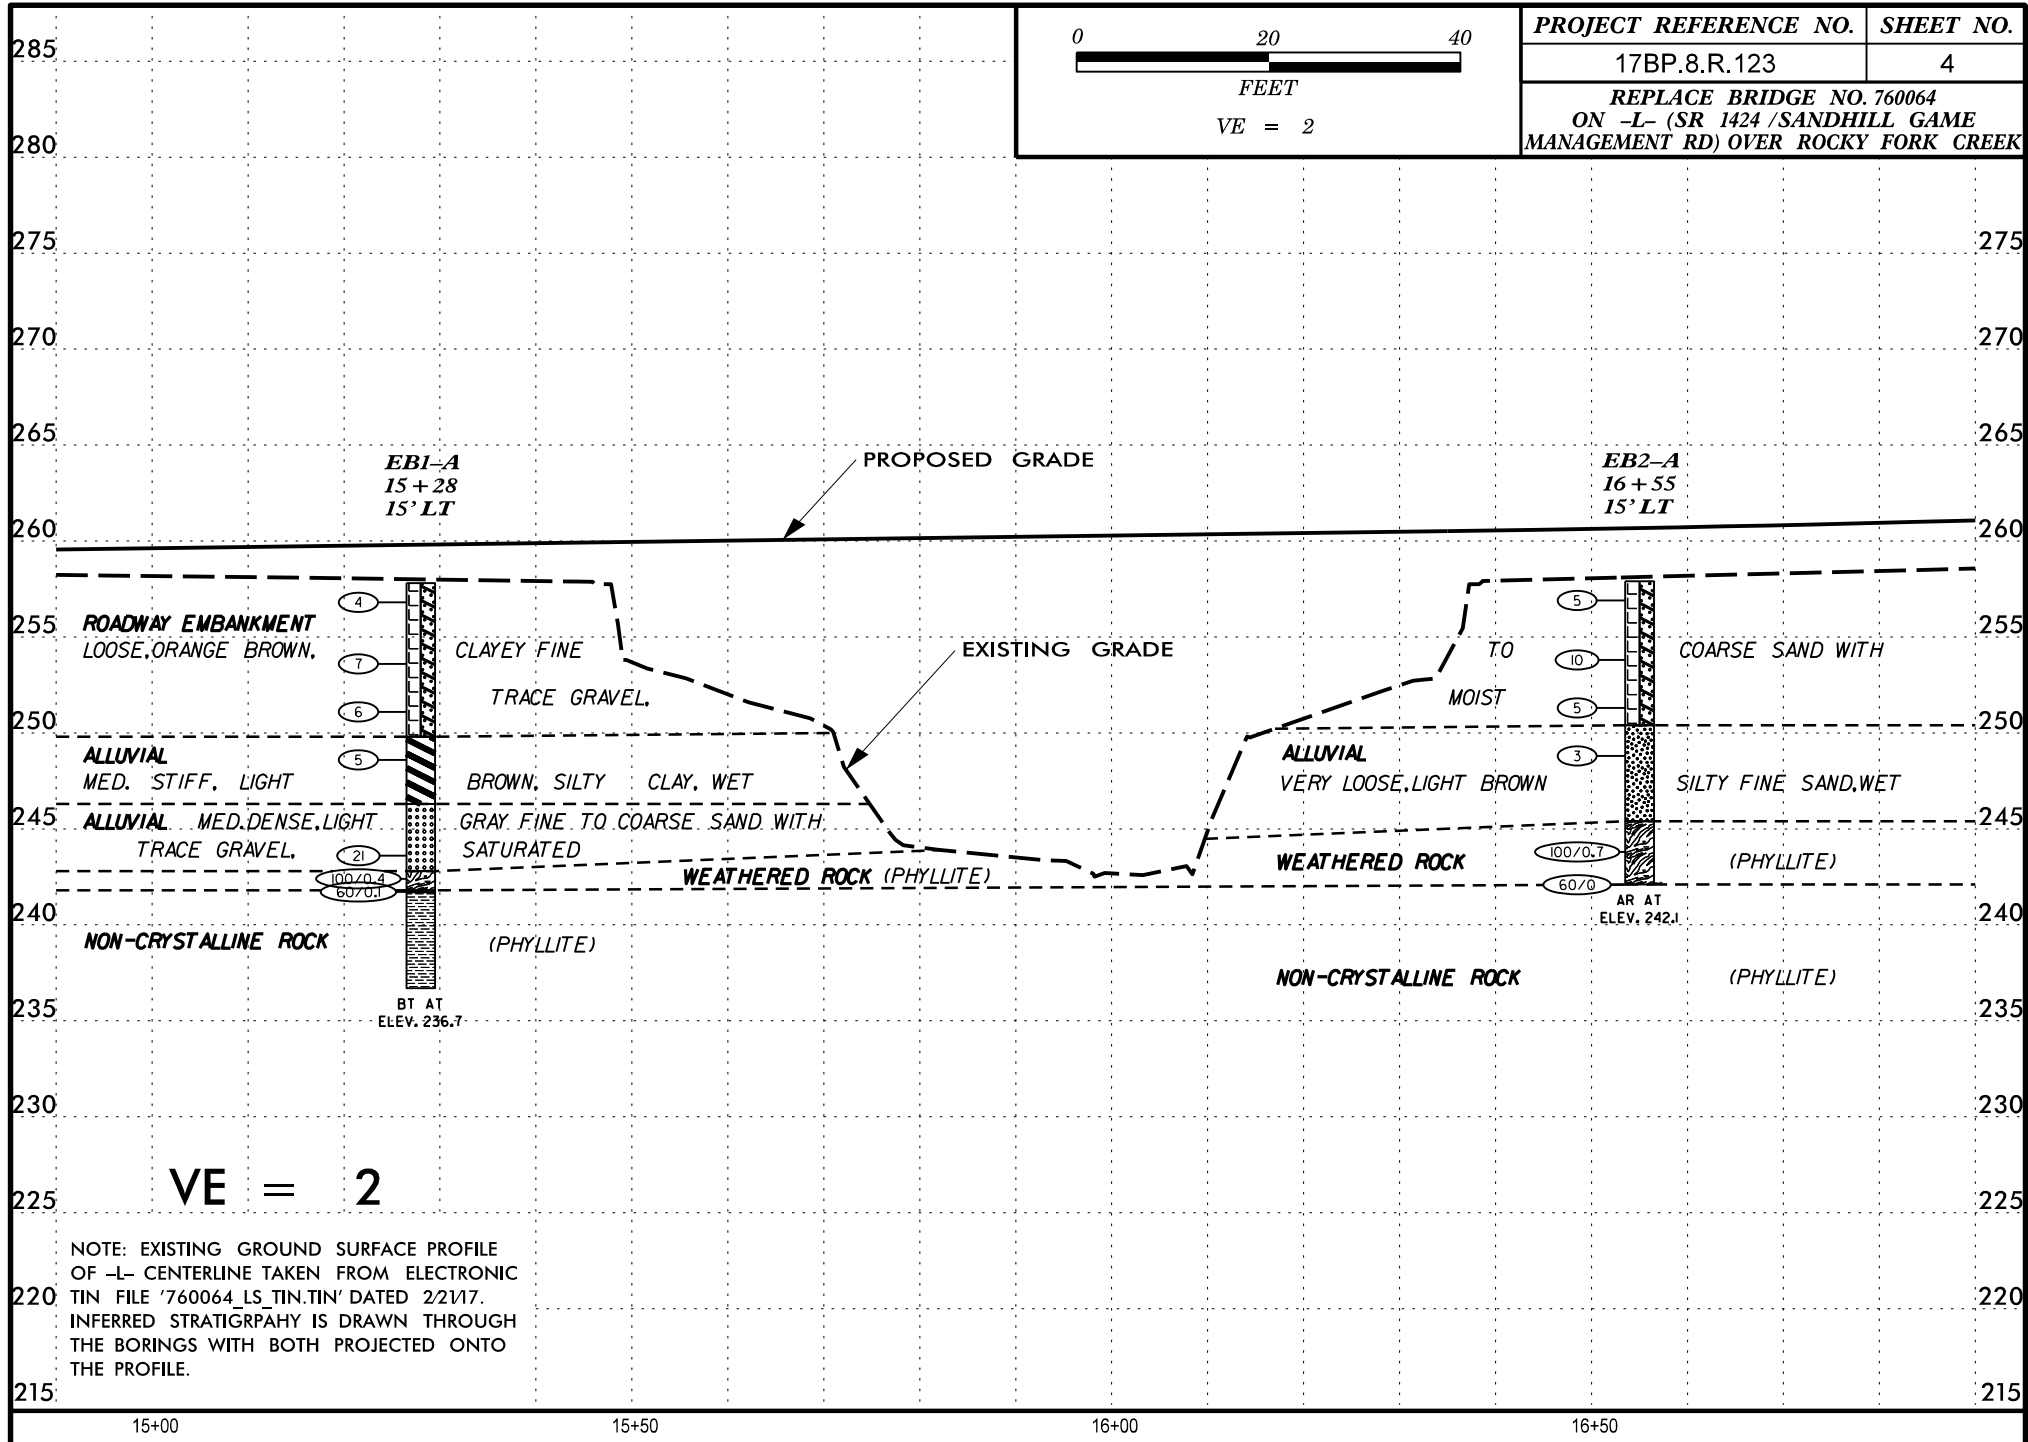 0 20 40
FEET
VE = 2
PROJECT REFERENCE NO. SHEET NO.
17BP.8.R.123 4
REPLACE BRIDGE NO. 760064
ON -L- (SR 1424 /SANDHILL GAME
MANAGEMENT RD) OVER ROCKY FORK CREEK
285
280
275 275
270 270
265 265
EB1-A
15+28
15' LT
PROPOSED GRADE
EB2-A
16+55
15' LT
260 260
4 5
ROADWAY EMBANKMENT
255 255
LOOSE, ORANGE BROWN, CLAYEY FINE TO COARSE SAND WITH
7 10
EXISTING GRADE
TRACE GRAVEL, MOIST
6 5
250 250
ALLUVIAL
5
MED. STIFF, LIGHT BROWN, SILTY CLAY, WET
ALLUVIAL
3
VERY LOOSE, LIGHT BROWN SILTY FINE SAND, WET
245 245
ALLUVIAL MED. DENSE, LIGHT GRAY FINE TO COARSE SAND WITH
TRACE GRAVEL, SATURATED
21
100/0.4
60/0.1
WEATHERED ROCK (PHYLLITE)
100/0.7
WEATHERED ROCK (PHYLLITE)
60/0
AR AT
ELEV. 242.1
240 240
NON-CRYSTALLINE ROCK (PHYLLITE)
NON-CRYSTALLINE ROCK (PHYLLITE)
BT AT
ELEV. 236.7
235 235
230 230
VE = 2
225 225
NOTE: EXISTING GROUND SURFACE PROFILE
OF -L- CENTERLINE TAKEN FROM ELECTRONIC
TIN FILE '760064_LS_TIN.TIN' DATED 2/21/17.
INFERRED STRATIGRPAHY IS DRAWN THROUGH
THE BORINGS WITH BOTH PROJECTED ONTO
THE PROFILE.
220 220
215 215
15+00 15+50 16+00 16+50